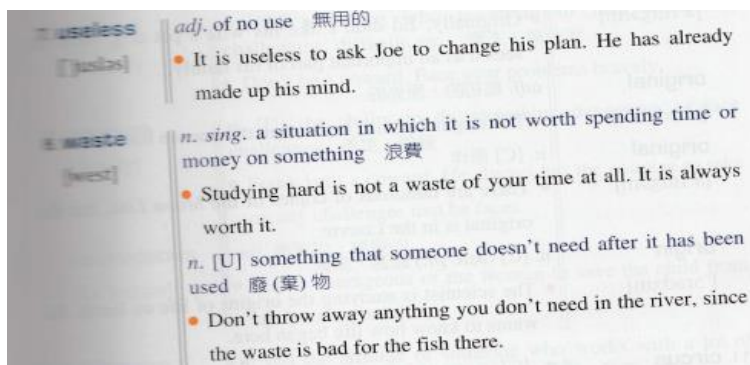 7. useless adj. of no use 無用的
[ˋjuslәs]
• It is useless to ask Joe to change his plan. He has already
made up his mind.
8. waste n. sing. a situation in which it is not worth spending time or
[west] money on something 浪費
• Studying hard is not a waste of your time at all. It is always
worth it.
n. [U] something that someone doesn't need after it has been
used 廢(棄)物
• Don't throw away anything you don't need in the river, since
the waste is bad for the fish there.